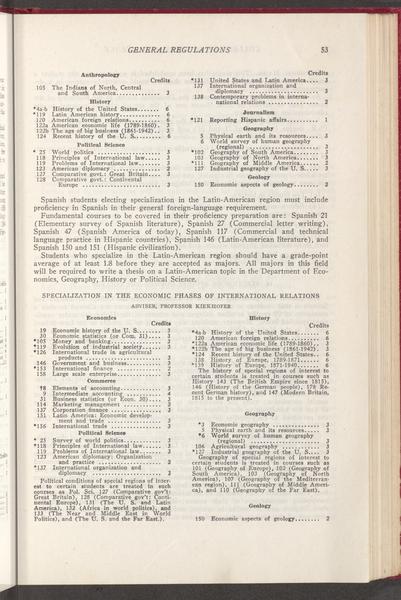 GENERAL REGULATIONS 53
Anthropology
Credits
105 The Indians of North, Central
and South America 3
History
*4a-b History of the United States 6
*119 Latin American history 6
120 American foreign relations 6
122a American economic life (1789-1860) 3
122b The age of big business (1861-1942) 3
124 Recent history of the U. S. 6
Political Science
* 25 World politics 3
118 Principles of International law 3
119 Problems of International law 3
123 American diplomacy 2
127 Comparative govt.: Great Britain 3
128 Comparative govt.: Continental
Europe 3
Credits
*131 United States and Latin America 3
137 International organization and
diplomacy 3
138 Contemporary problems in interna-
national relations 2
Journalism
*121 Reporting Hispanic affairs 1
Geography
5 Physical earth and its resources 3
6 World survey of human geography
(regional) 3
*102 Geography of South America 3
103 Geography of North America 3
*111 Geography of Middle America 3
127 Industrial geography of the U. S. 3
Geology
150 Economic aspects of geology 2
Spanish students electing specialization in the Latin-American region must include
proficiency in Spanish in their general foreign-language requirement.
Fundamental courses to be covered in their proficiency preparation are: Spanish 21
(Elementary survey of Spanish literature), Spanish 27 (Commercial letter writing),
Spanish 47 (Spanish America of today), Spanish 117 (Commercial and technical
language practice in Hispanic countries), Spanish 146 (Latin-American literature), and
Spanish 150 and 151 (Hispanic civilization).
Students who specialize in the Latin-American region should have a grade-point
average of at least 1.8 before they are accepted as majors. All majors in this field
will be required to write a thesis on a Latin-American topic in the Department of Eco-
nomics, Geography, History or Political Science.
SPECIALIZATION IN THE ECONOMIC PHASES OF INTERNATIONAL RELATIONS
ADVISER, PROFESSOR KIEKHOFER
Economics
Credits
19 Economic history of the U. S. 3
30 Economic statistics (or Com. 31) 3
*105 Money and banking 3
*119 Evolution of industrial society 3
*126 International trade in agricultural
products 3
146 Government and business 3
*153 International finance 2
158 Large scale enterprise 2
Commerce
*8 Elements of accounting 4
9 Intermediate accounting 4
31 Business statistics (or Econ. 30) 3
114 Marketing management 3
137 Corporation finance 3
151 Latin America: Economic develop-
ment and trade 3
*156 International trade 3
Political Science
* 25 Survey of world politics 3
*118 Principles of International law 3
119 Problems of International law 3
123 American diplomacy: Organization
and practice 2
*137 International organization and
diplomacy 3
Political conditions of special regions of inter-
est to certain students are treated in such
courses as Pol. Sci. 127 (Comparative gov't:
Great Britain), 128 (Comparative gov't: Conti-
nental Europe), 131 (The U. S. and Latin
America), 132 (Africa in world politics), and
133 (The Near and Middle East in World
Politics), and (The U. S. and the Far East.).
History
Credits
*4a-b History of the United States 6
120 American foreign relations 6
*122a American economic life (1789-1860) 3
*122b The age of big business (1861-1942) 3
*124 Recent history of the United States 6
*138 History of Europe, 1789-1871 6
*139 History of Europe, 1871-1940 6
The history of special regions of interest to
certain students is treated in courses such as
History 143 (The British Empire since 1815),
146 (History of the German people), 178 Re-
cent German history), and 147 (Modern Britain,
1815 to the present).
Geography
*3 Economic geography 3
5 Physical earth and its resources 3
*6 World survey of human geography
(regional) 3
106 Agricultural geography 3
*127 Industrial geography of the U. S. 3
Geography of special regions of interest to
certain students is treated in courses such as
101 (Geography of Europe), 102 (Geography of
South America), 103 (Geography of North
America), 107 (Geography of the Mediterran-
ean region), 111 (Geography of Middle Ameri-
ca), and 110 (Geography of the Far East).
Geology
150 Economic aspects of geology 2